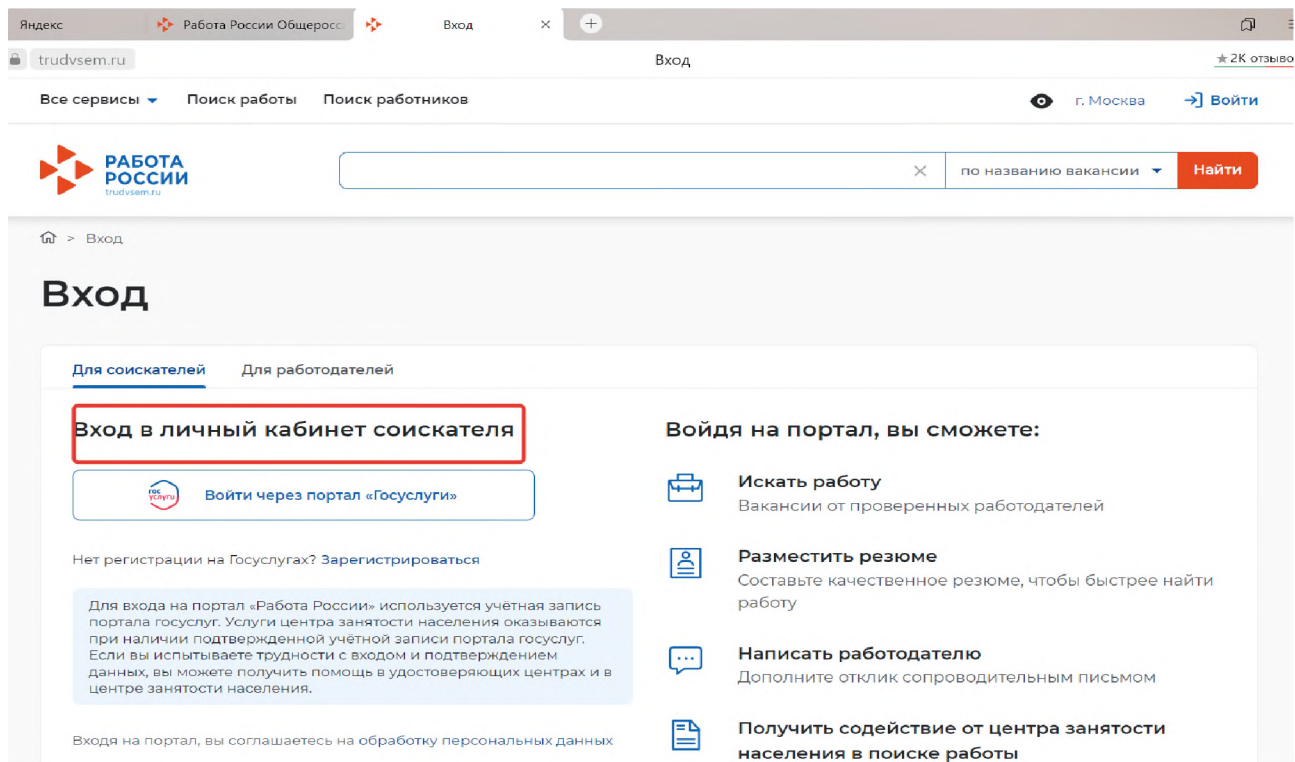 Яндекс
Работа России Общеросс
Вход
trudvsem.ru
Вход
2K отзыво
Все сервисы
Поиск работы
Поиск работников
г. Москва
Войти
РАБОТА
РОССИИ
trudvsem.ru
по названию вакансии
Найти
> Вход
Вход
Для соискателей
Для работодателей
Вход в личный кабинет соискателя
гос
услуги
Войти через портал «Госуслуги»
Нет регистрации на Госуслугах? Зарегистрироваться
Для входа на портал «Работа России» используется учётная запись
портала госуслуг. Услуги центра занятости населения оказываются
при наличии подтвержденной учётной записи портала госуслуг.
Если вы испытываете трудности с входом и подтверждением
данных, вы можете получить помощь в удостоверяющих центрах и в
центре занятости населения.
Входя на портал, вы соглашаетесь на обработку персональных данных
Войдя на портал, вы сможете:
Искать работу
Вакансии от проверенных работодателей
Разместить резюме
Составьте качественное резюме, чтобы быстрее найти
работу
Написать работодателю
Дополните отклик сопроводительным письмом
Получить содействие от центра занятости
населения в поиске работы